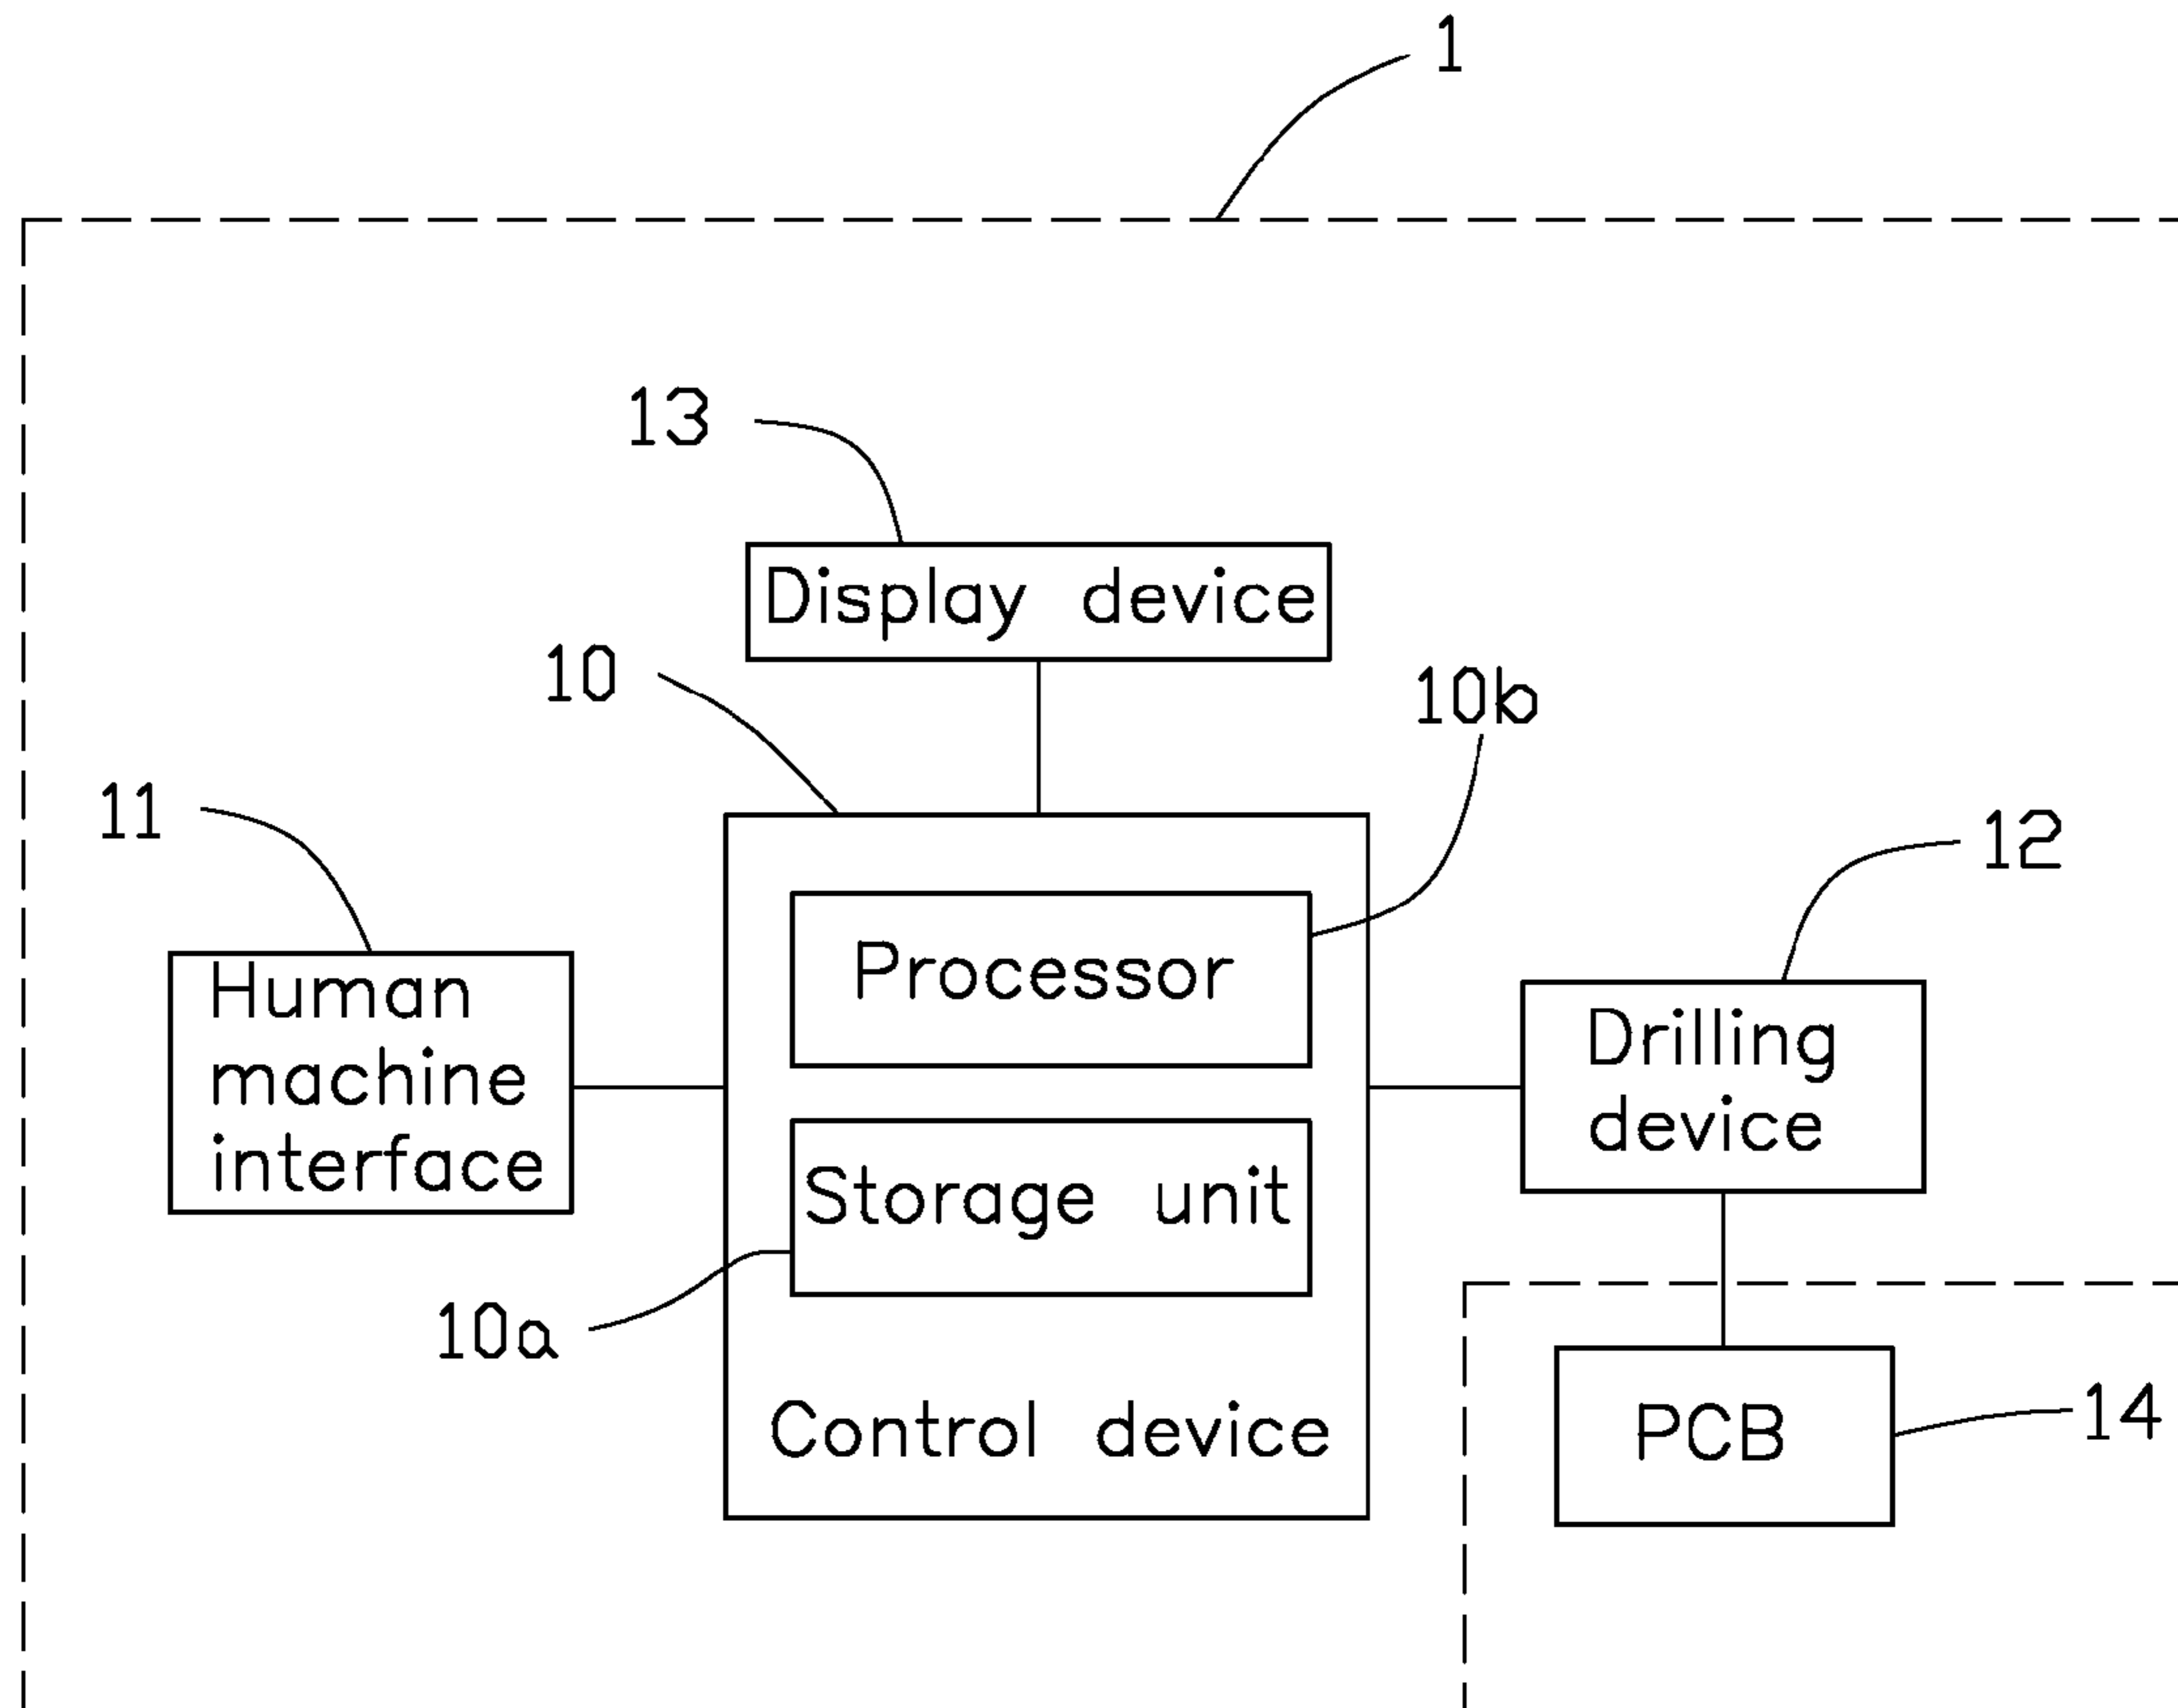 1
13
Display device
10
10b
11
12
Processor
Human
machine
interface
Drilling
device
Storage unit
10a
Control device
PCB
14